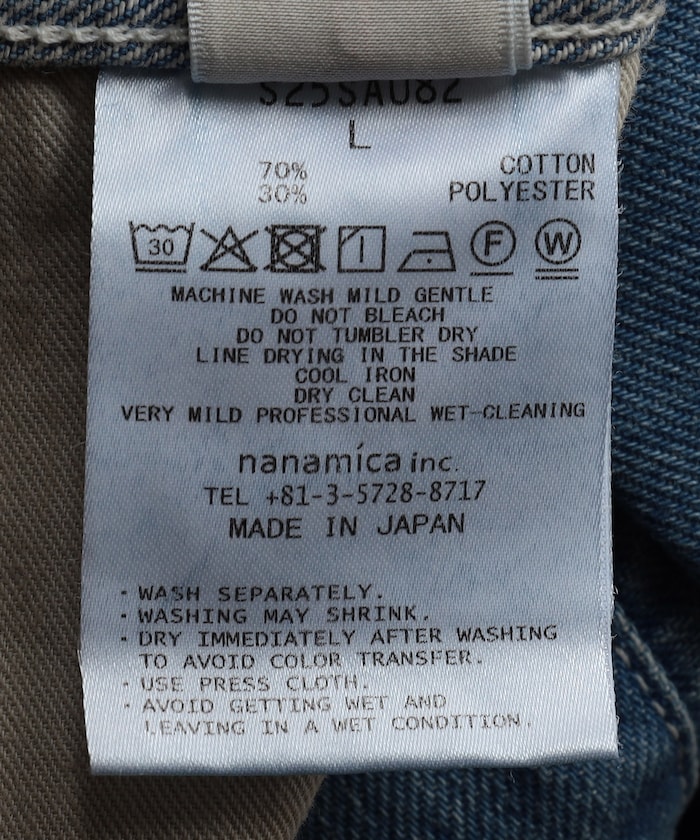 S25SA082
L
70% COTTON
30% POLYESTER
30 F W
MACHINE WASH MILD GENTLE
DO NOT BLEACH
DO NOT TUMBLER DRY
LINE DRYING IN THE SHADE
COOL IRON
DRY CLEAN
VERY MILD PROFESSIONAL WET-CLEANING
nanamica inc.
TEL +81-3-5728-8717
MADE IN JAPAN
・WASH SEPARATELY.
・WASHING MAY SHRINK.
・DRY IMMEDIATELY AFTER WASHING
TO AVOID COLOR TRANSFER.
・USE PRESS CLOTH.
・AVOID GETTING WET AND
LEAVING IN A WET CONDITION.